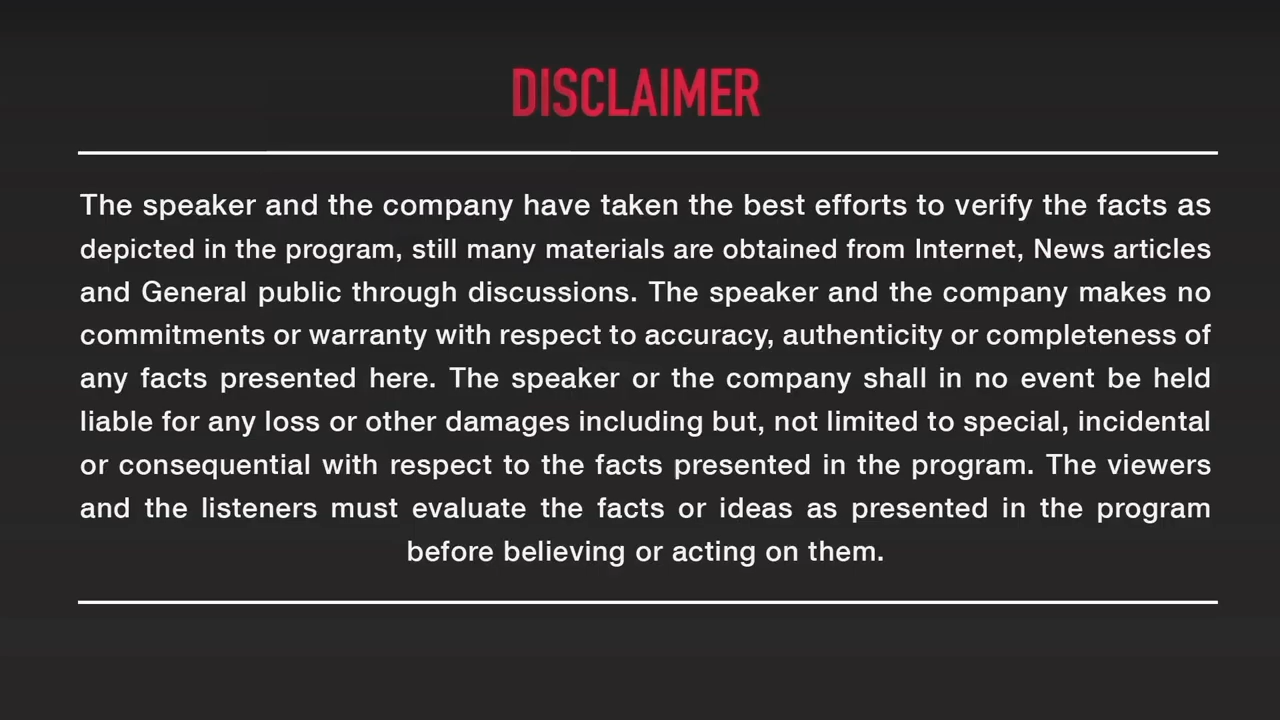 DISCLAIMER
The speaker and the company have taken the best efforts to verify the facts as
depicted in the program, still many materials are obtained from Internet, News articles
and General public through discussions. The speaker and the company makes no
commitments or warranty with respect to accuracy, authenticity or completeness of
any facts presented here. The speaker or the company shall in no event be held
liable for any loss or other damages including but, not limited to special, incidental
or consequential with respect to the facts presented in the program. The viewers
and the listeners must evaluate the facts or ideas as presented in the program
before believing or acting on them.